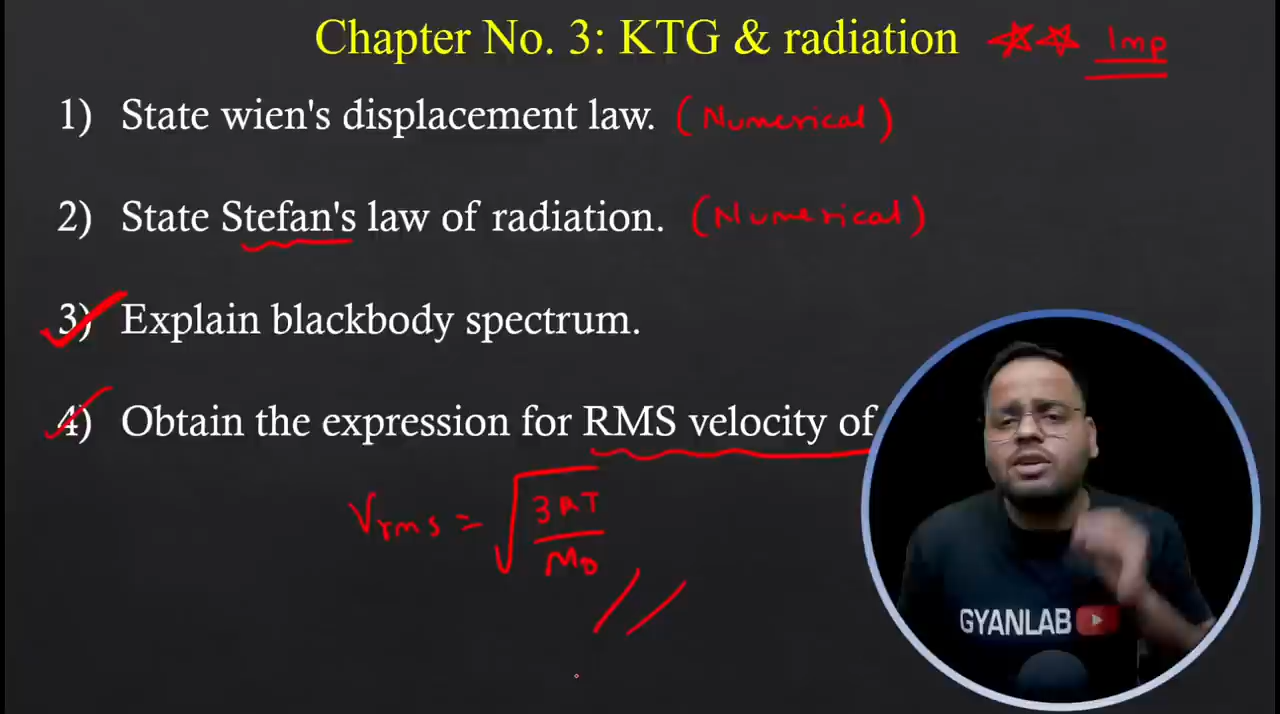 Chapter No. 3: KTG & radiation Imp
1) State wien's displacement law. (Numerical)
2) State Stefan's law of radiation. (Numerical)
3) Explain blackbody spectrum.
4) Obtain the expression for RMS velocity of
Vrms = √3RT/M0
GYANLAB